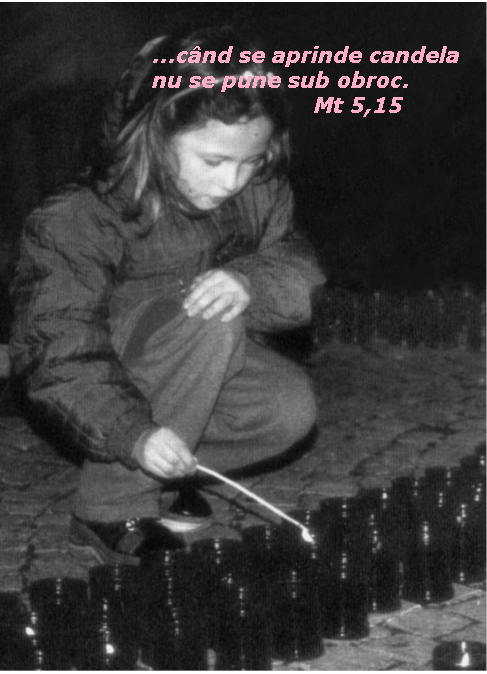 ...când se aprinde candela
nu se pune sub obroc.
Mt 5,15